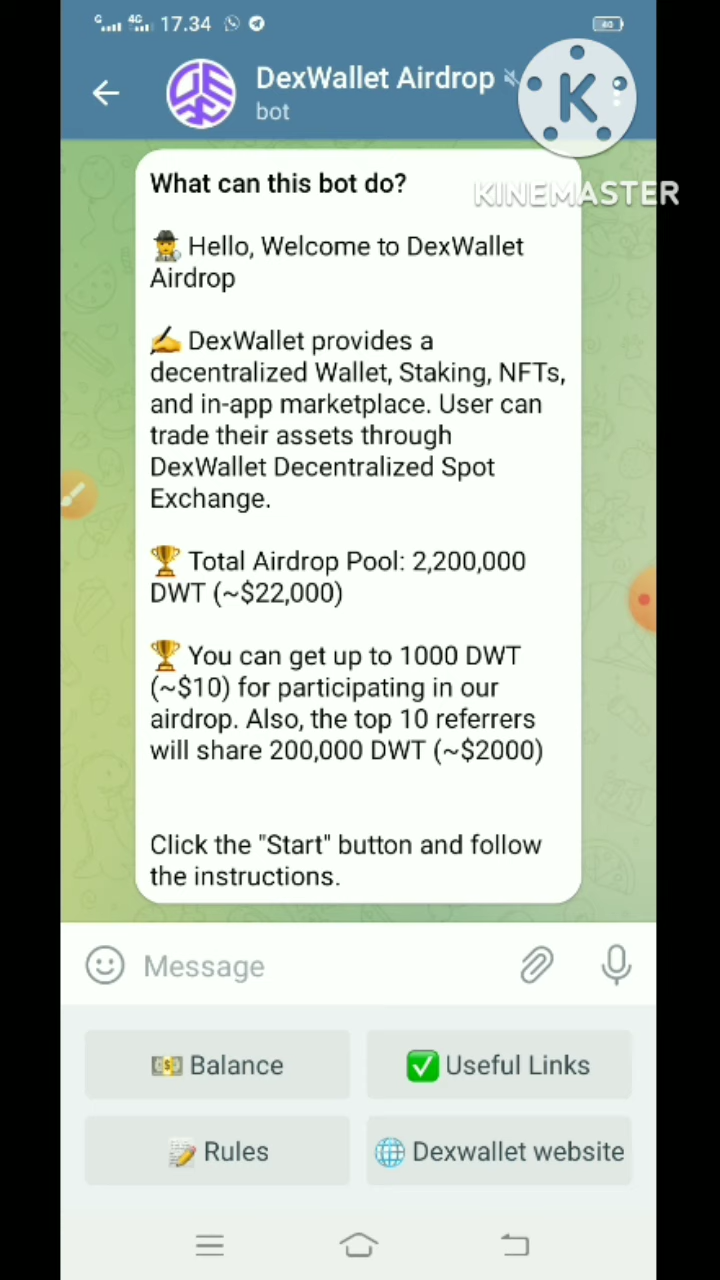 G 4G 17.34 40
DexWallet Airdrop
bot
K
KINEMASTER
What can this bot do?
Hello, Welcome to DexWallet
Airdrop
DexWallet provides a
decentralized Wallet, Staking, NFTs,
and in-app marketplace. User can
trade their assets through
DexWallet Decentralized Spot
Exchange.
Total Airdrop Pool: 2,200,000
DWT (~$22,000)
You can get up to 1000 DWT
(~$10) for participating in our
airdrop. Also, the top 10 referrers
will share 200,000 DWT (~$2000)
Click the "Start" button and follow
the instructions.
Message
Balance
Useful Links
Rules
Dexwallet website